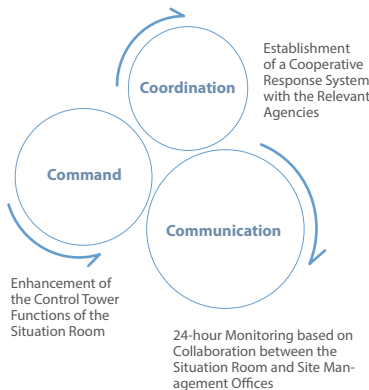 Coordination
Establishment
of a Cooperative
Response System
with the Relevant
Agencies
Command
Communication
Enhancement of
the Control Tower
Functions of the
Situation Room
24-hour Monitoring based on
Collaboration between the
Situation Room and Site Man-
agement Offices